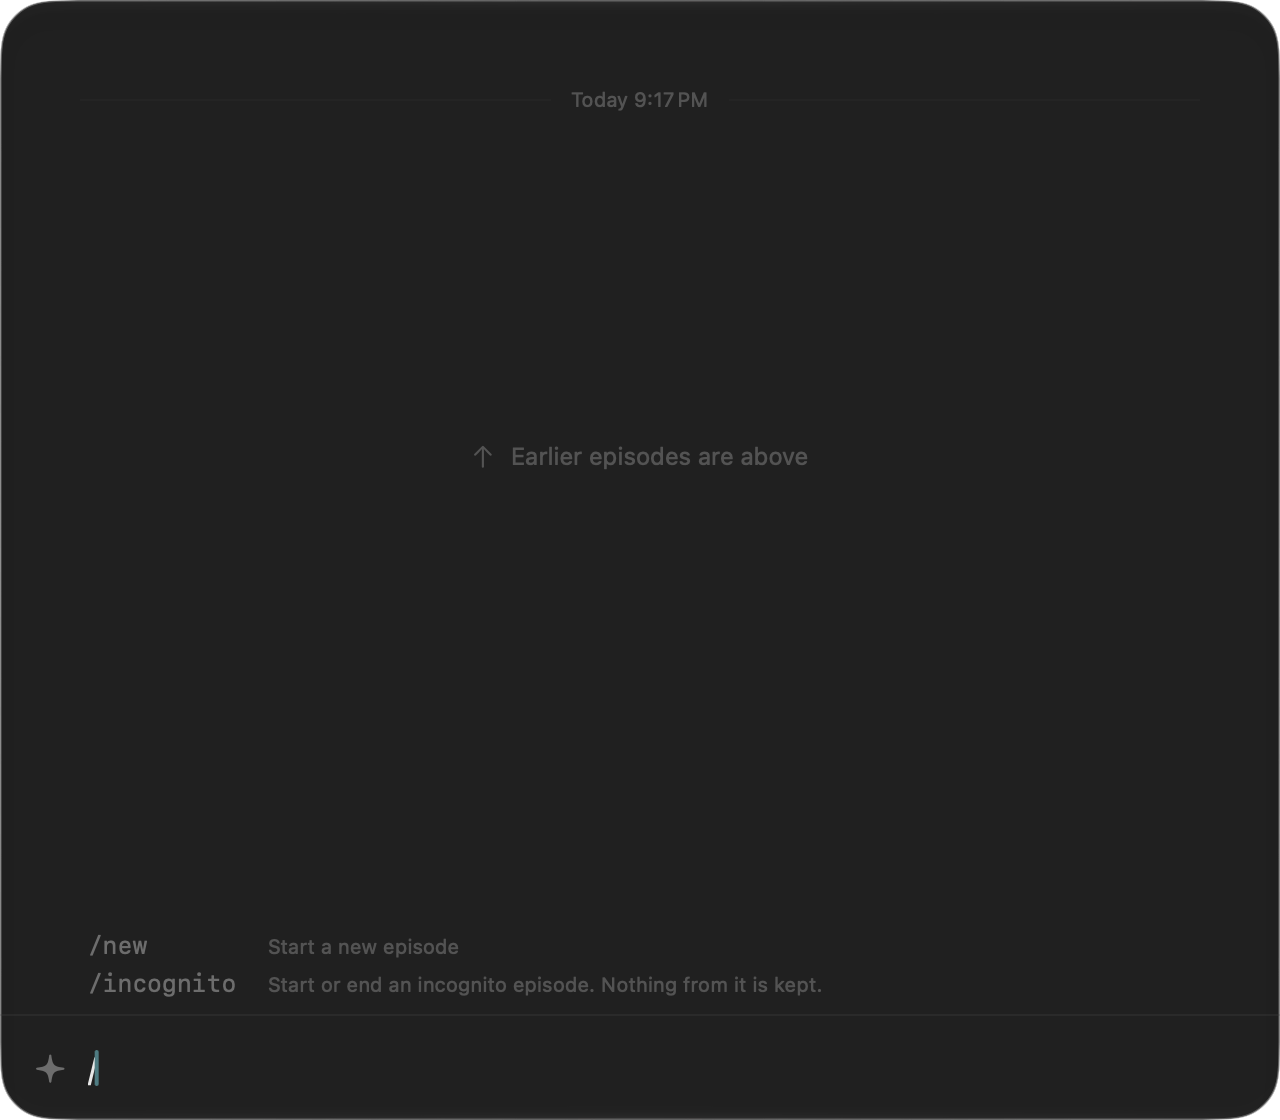 Today 9:17 PM
↑ Earlier episodes are above
/new Start a new episode
/incognito Start or end an incognito episode. Nothing from it is kept.
/